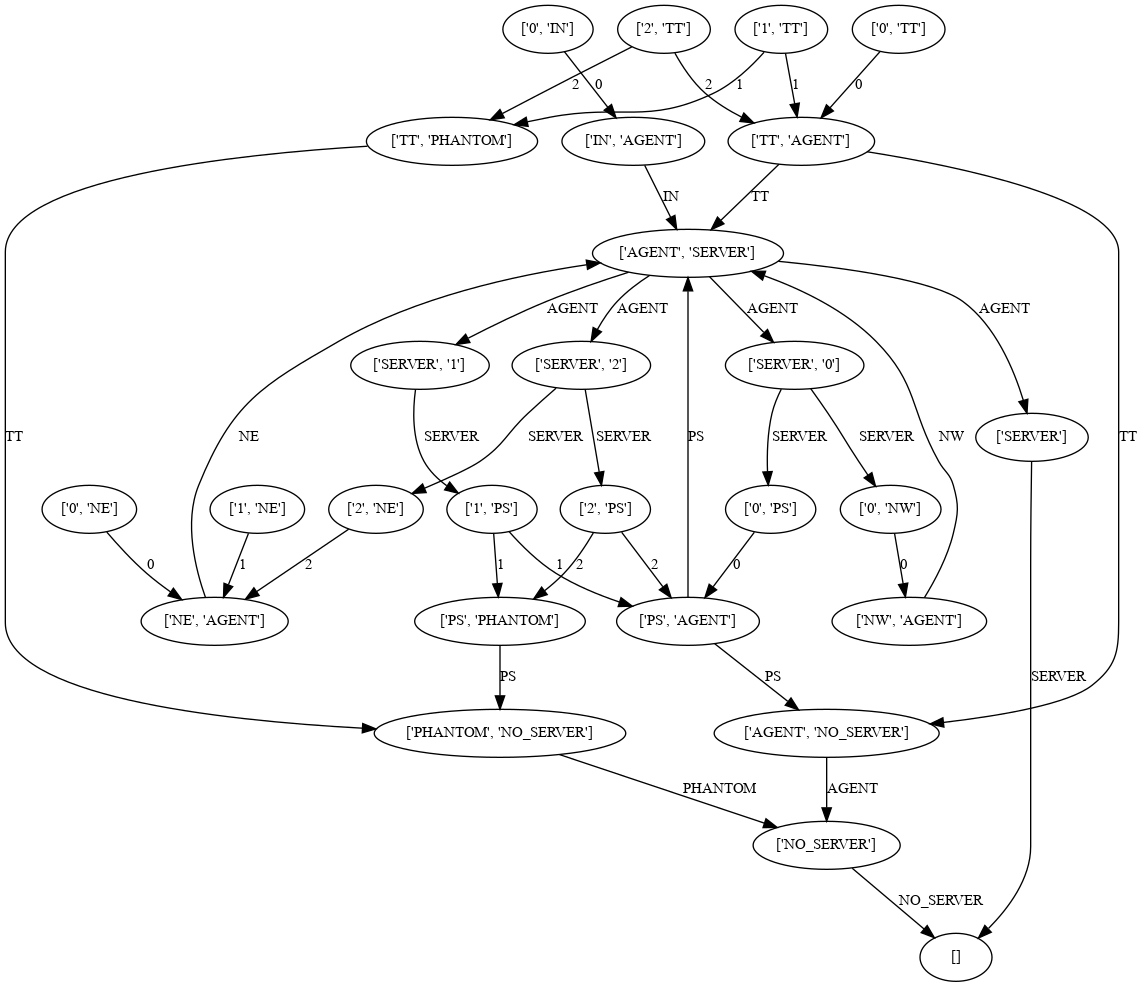 ['0', 'IN']
['2', 'TT']
['1', 'TT']
['0', 'TT']
2
0
1
2
1
0
['TT', 'PHANTOM']
['IN', 'AGENT']
['TT', 'AGENT']
IN
TT
['AGENT', 'SERVER']
AGENT
AGENT
AGENT
AGENT
['SERVER', '1']
['SERVER', '2']
['SERVER', '0']
TT
NE
SERVER
SERVER
SERVER
PS
SERVER
SERVER
NW
['SERVER']
TT
['0', 'NE']
['1', 'NE']
['2', 'NE']
['1', 'PS']
['2', 'PS']
['0', 'PS']
['0', 'NW']
0
1
2
1
1
2
2
0
0
['NE', 'AGENT']
['PS', 'PHANTOM']
['PS', 'AGENT']
['NW', 'AGENT']
PS
PS
SERVER
['PHANTOM', 'NO_SERVER']
['AGENT', 'NO_SERVER']
PHANTOM
AGENT
['NO_SERVER']
NO_SERVER
[]